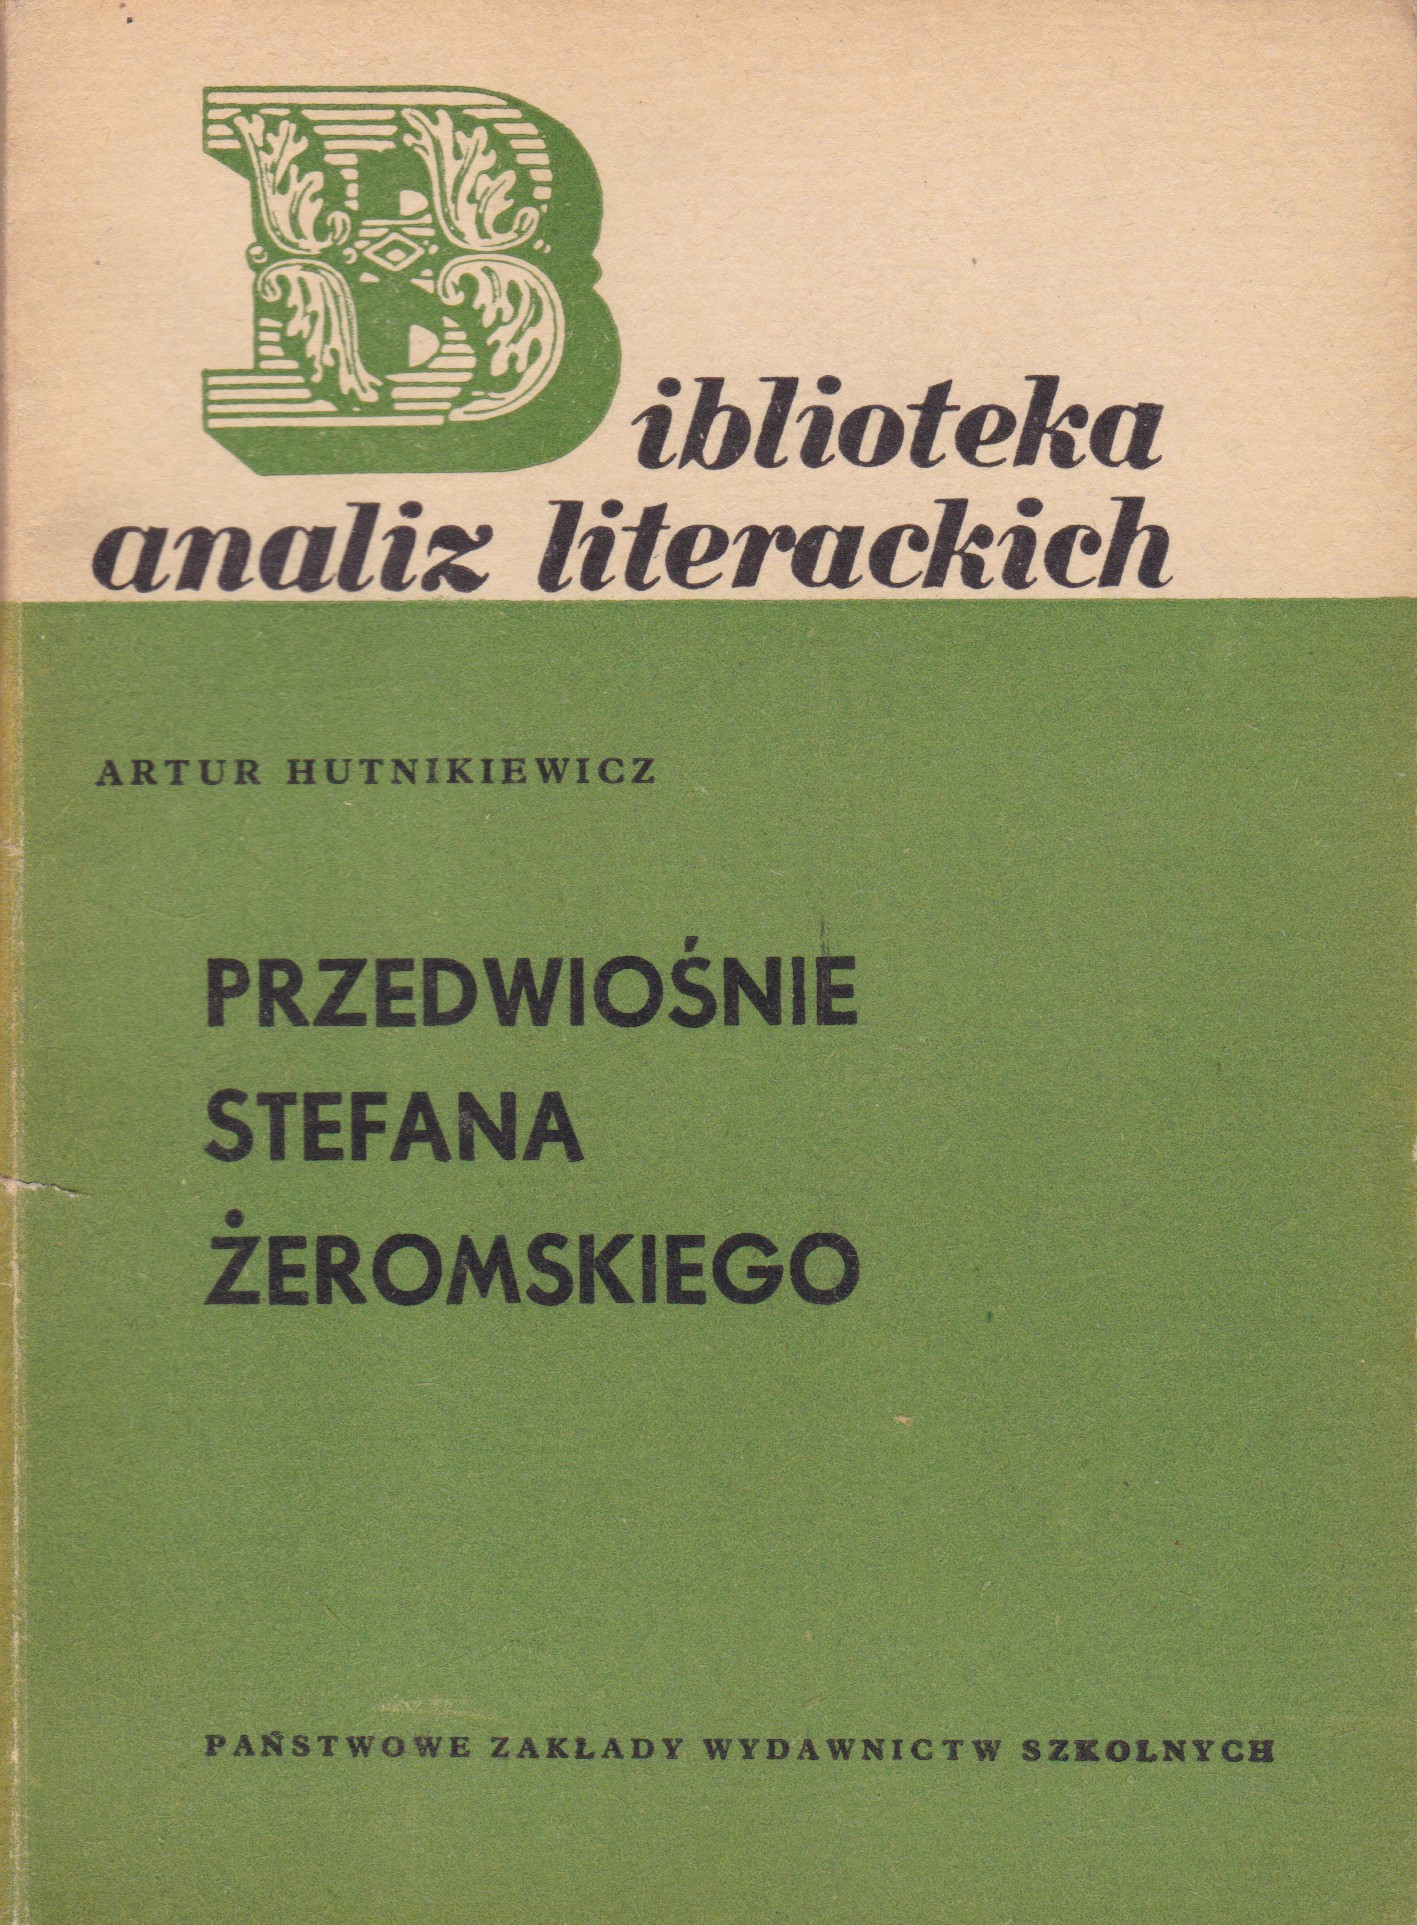 Biblioteka
analiz literackich
ARTUR HUTNIKIEWICZ
PRZEDWIOŚNIE
STEFANA
ŻEROMSKIEGO
PAŃSTWOWE ZAKŁADY WYDAWNICTW SZKOLNYCH